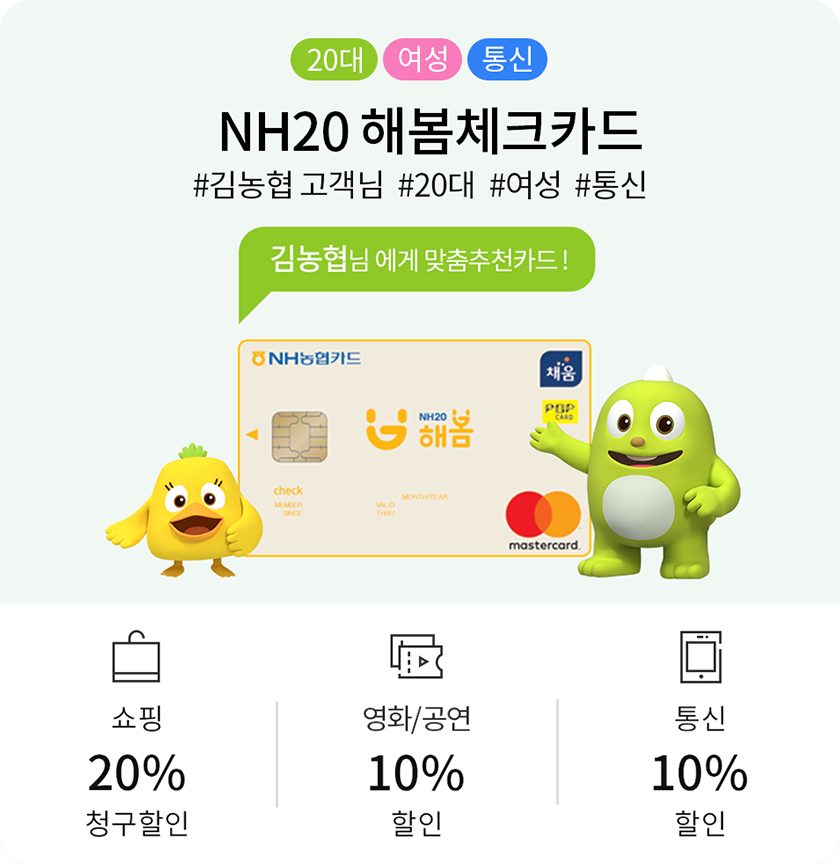 20대 여성 통신
NH20 해봄체크카드
#김농협 고객님 #20대 #여성 #통신
김농협님 에게 맞춤추천카드 !
NH농협카드
채움
POP
CARD
NH20
해봄
check
MEMBER
SINCE
MONTH/YEAR
VALID
THRU
mastercard.
쇼핑
20%
청구할인
영화/공연
10%
할인
통신
10%
할인